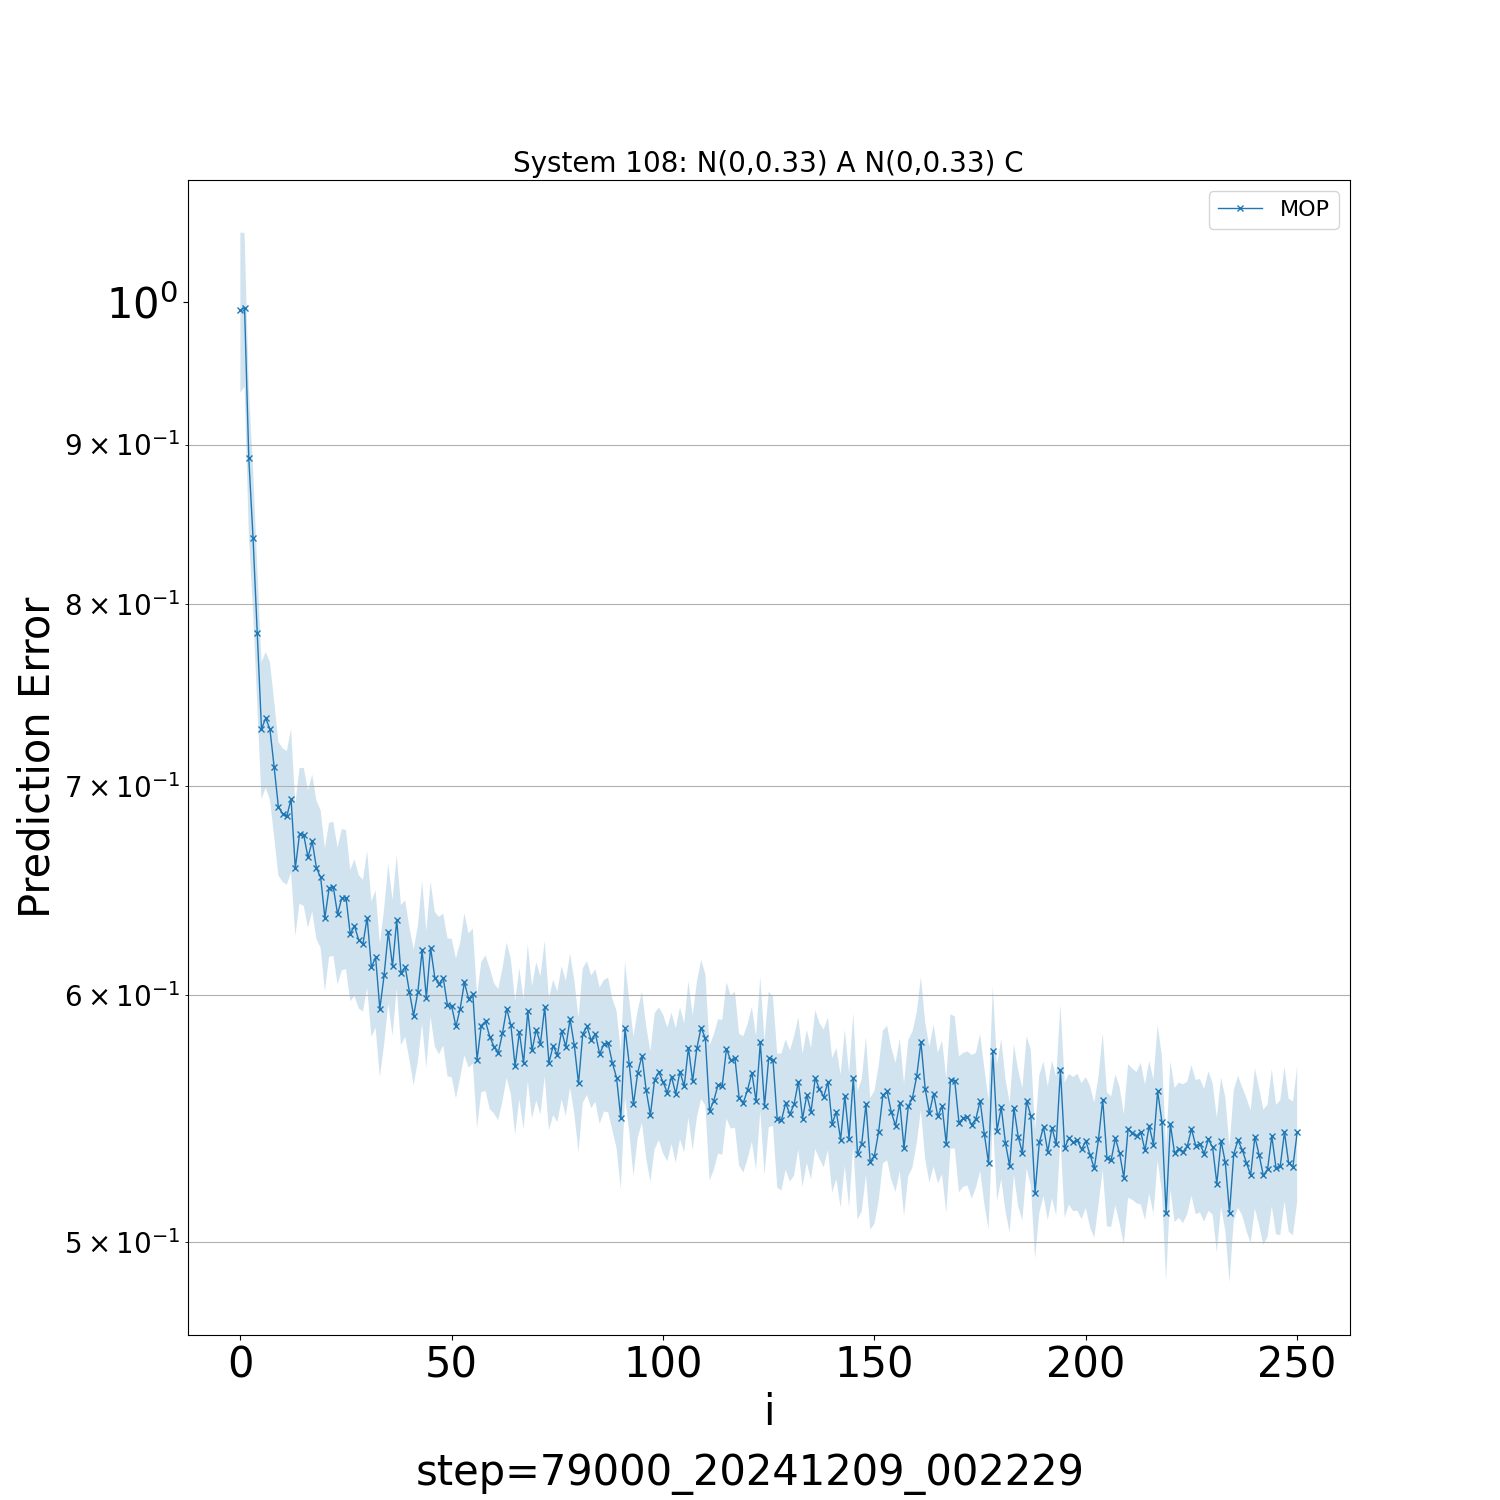 System 108: N(0,0.33) A N(0,0.33) C
MOP
Prediction Error
10⁰
9 × 10⁻¹
8 × 10⁻¹
7 × 10⁻¹
6 × 10⁻¹
5 × 10⁻¹
0 50 100 150 200 250
i
step=79000_20241209_002229